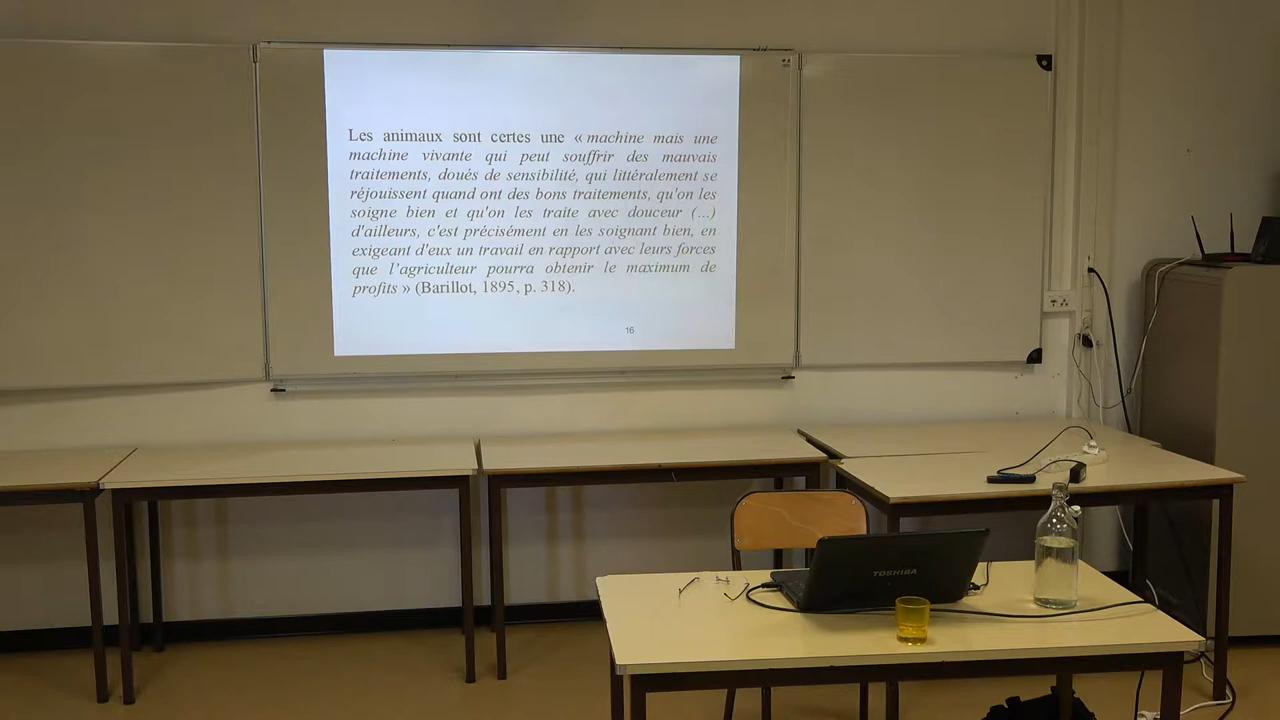 Les animaux sont certes une « machine mais une
machine vivante qui peut souffrir des mauvais
traitements, doués de sensibilité, qui littéralement se
réjouissent quand ont des bons traitements, qu'on les
soigne bien et qu'on les traite avec douceur (...)
d'ailleurs, c'est précisément en les soignant bien, en
exigeant d'eux un travail en rapport avec leurs forces
que l'agriculteur pourra obtenir le maximum de
profits » (Barillot, 1895, p. 318).
16
TOSHIBA